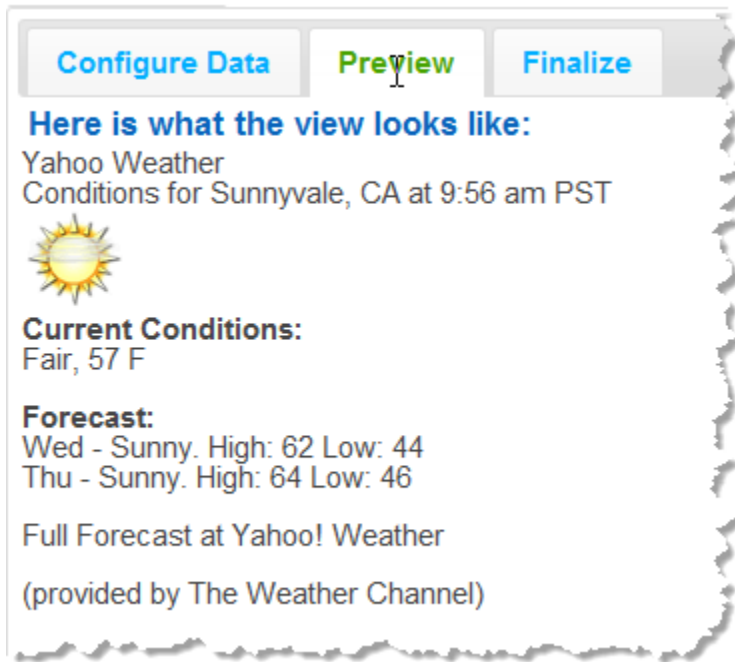 Configure Data Preview Finalize
Here is what the view looks like:
Yahoo Weather
Conditions for Sunnyvale, CA at 9:56 am PST
Current Conditions:
Fair, 57 F
Forecast:
Wed - Sunny. High: 62 Low: 44
Thu - Sunny. High: 64 Low: 46
Full Forecast at Yahoo! Weather
(provided by The Weather Channel)